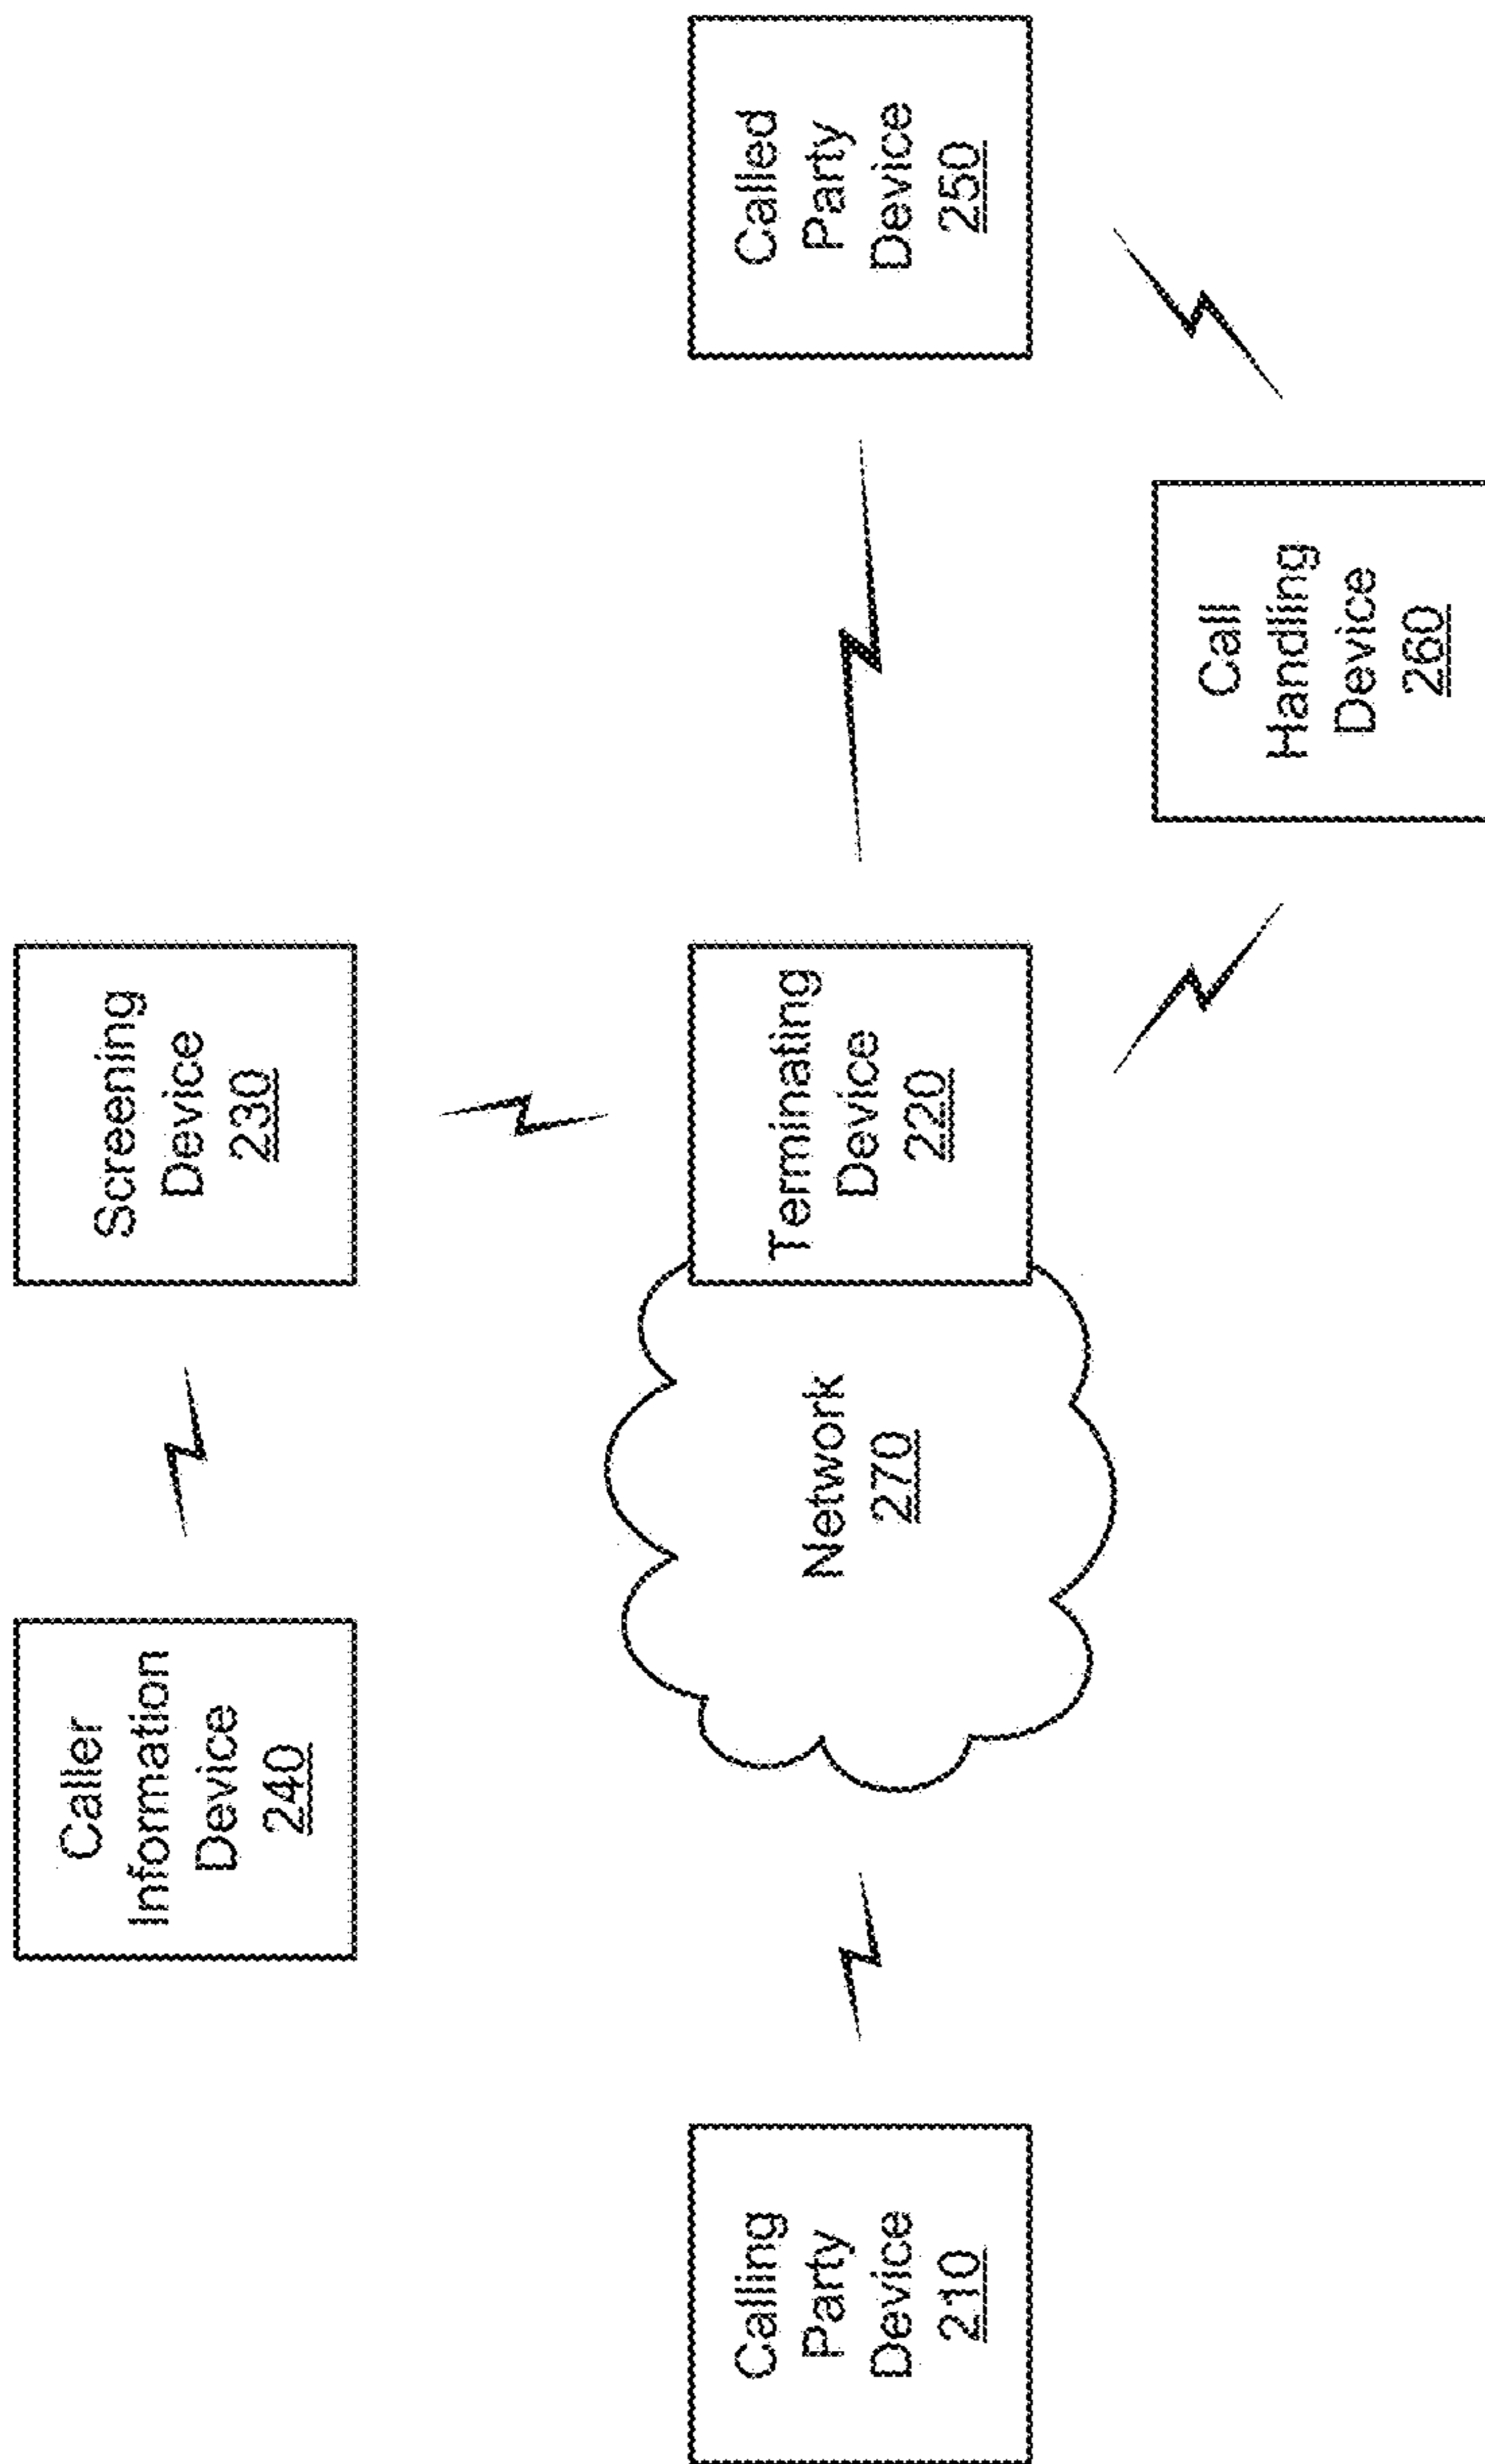 Caller
Information
Device
240
Screening
Device
230
Calling
Party
Device
210
Network
270
Terminating
Device
220
Called
Party
Device
250
Call
Handling
Device
260